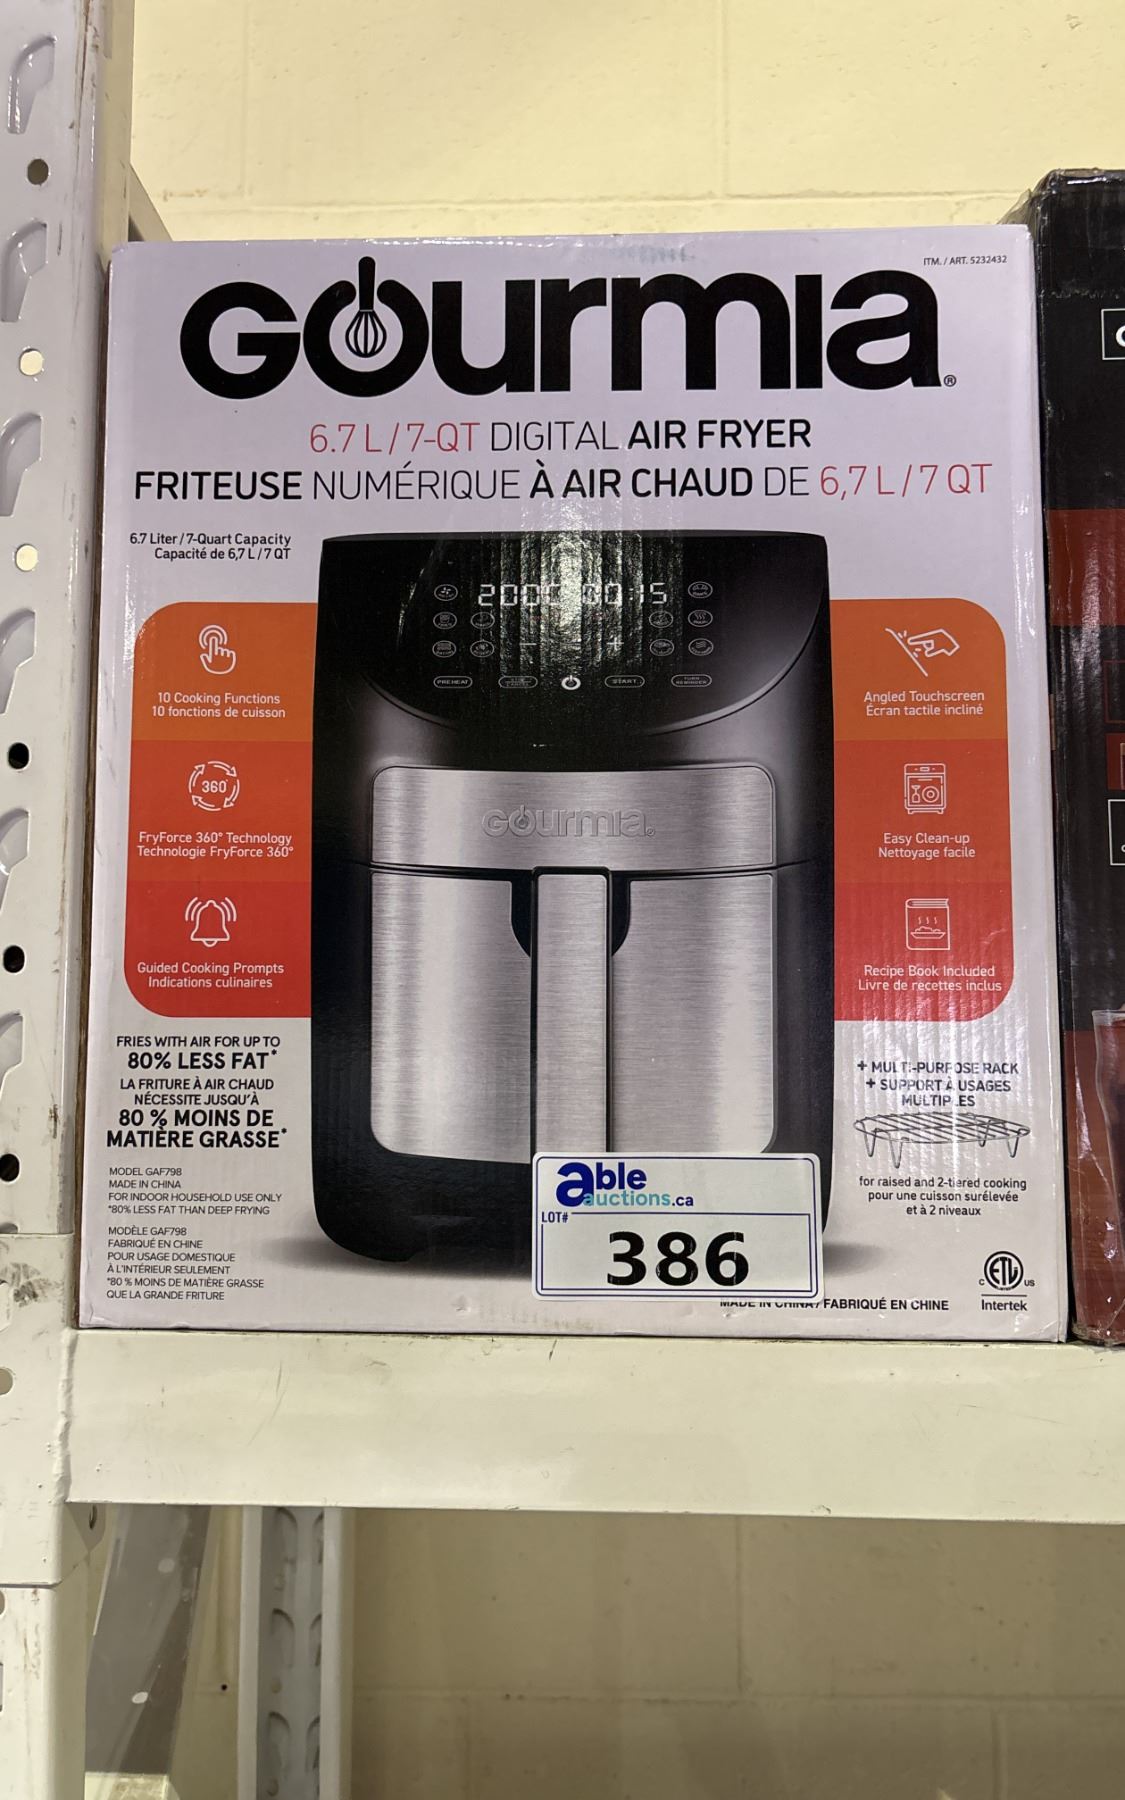 ITM. / ART. 5232432
Gourmia®
6.7 L / 7-QT DIGITAL AIR FRYER
FRITEUSE NUMÉRIQUE À AIR CHAUD DE 6,7 L / 7 QT
6.7 Liter / 7-Quart Capacity
Capacité de 6,7 L / 7 QT
10 Cooking Functions
10 fonctions de cuisson
360°
FryForce 360° Technology
Technologie FryForce 360°
Guided Cooking Prompts
Indications culinaires
FRIES WITH AIR FOR UP TO
80% LESS FAT*
LA FRITURE À AIR CHAUD
NÉCESSITE JUSQU'À
80 % MOINS DE
MATIÈRE GRASSE*
MODEL GAF798
MADE IN CHINA
FOR INDOOR HOUSEHOLD USE ONLY
*80% LESS FAT THAN DEEP FRYING
MODÈLE GAF798
FABRIQUÉ EN CHINE
POUR USAGE DOMESTIQUE
À L'INTÉRIEUR SEULEMENT
*80 % MOINS DE MATIÈRE GRASSE
QUE LA GRANDE FRITURE
00:15
PREHEAT
START
TURN
REMINDER
Gourmia®
Angled Touchscreen
Écran tactile incliné
Easy Clean-up
Nettoyage facile
Recipe Book Included
Livre de recettes inclus
+ MULTI-PURPOSE RACK
+ SUPPORT À USAGES
MULTIPLES
for raised and 2-tiered cooking
pour une cuisson surélevée
et à 2 niveaux
able
auctions.ca
LOT#
386
MADE IN CHINA / FABRIQUÉ EN CHINE
C ETL US
Intertek